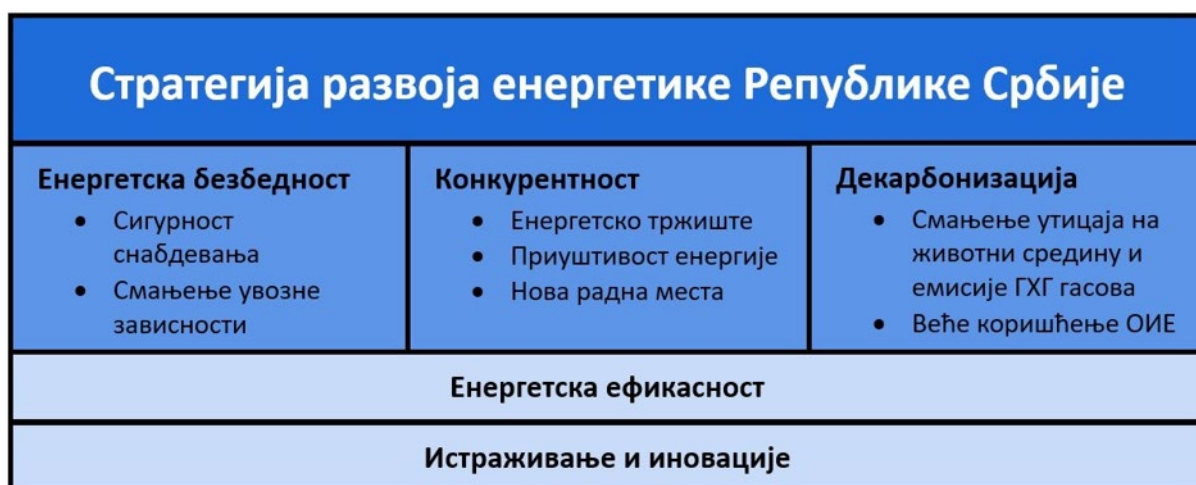 Стратегија развоја енергетике Републике Србије
Енергетска безбедност
• Сигурност
снабдевања
• Смањење увозне
зависности
Конкурентност
• Енергетско тржиште
• Приуштивост енергије
• Нова радна места
Декарбонизација
• Смањење утицаја на
животни средину и
емисије ГХГ гасова
• Веће коришћење ОИЕ
Енергетска ефикасност
Истраживање и иновације